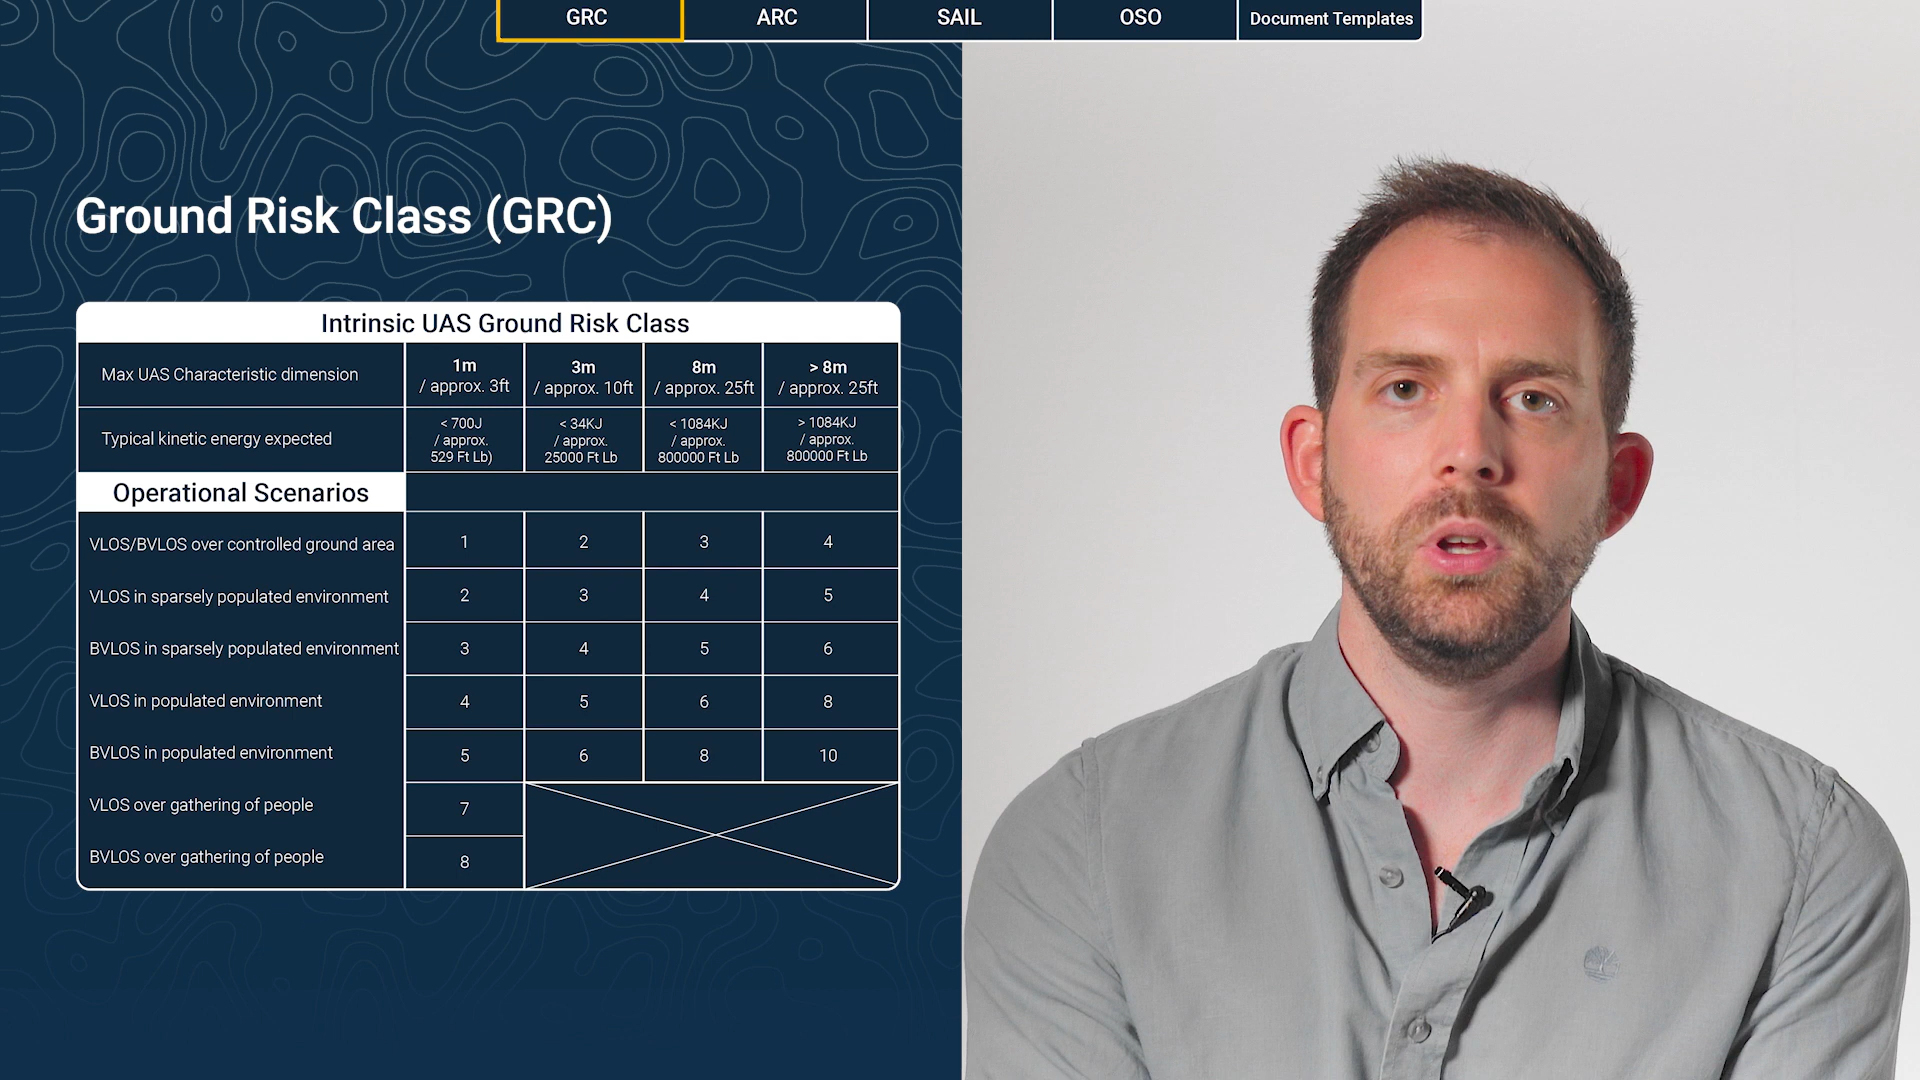 GRC
ARC
SAIL
OSO
Document Templates
Ground Risk Class (GRC)
Intrinsic UAS Ground Risk Class
Max UAS Characteristic dimension
1m
/ approx. 3ft
3m
/ approx. 10ft
8m
/ approx. 25ft
> 8m
/ approx. 25ft
Typical kinetic energy expected
< 700J
/ approx.
529 Ft Lb)
< 34KJ
/ approx.
25000 Ft Lb
< 1084KJ
/ approx.
800000 Ft Lb
> 1084KJ
/ approx.
800000 Ft Lb
Operational Scenarios
VLOS/BVLOS over controlled ground area 1 2 3 4
VLOS in sparsely populated environment 2 3 4 5
BVLOS in sparsely populated environment 3 4 5 6
VLOS in populated environment 4 5 6 8
BVLOS in populated environment 5 6 8 10
VLOS over gathering of people 7
BVLOS over gathering of people 8